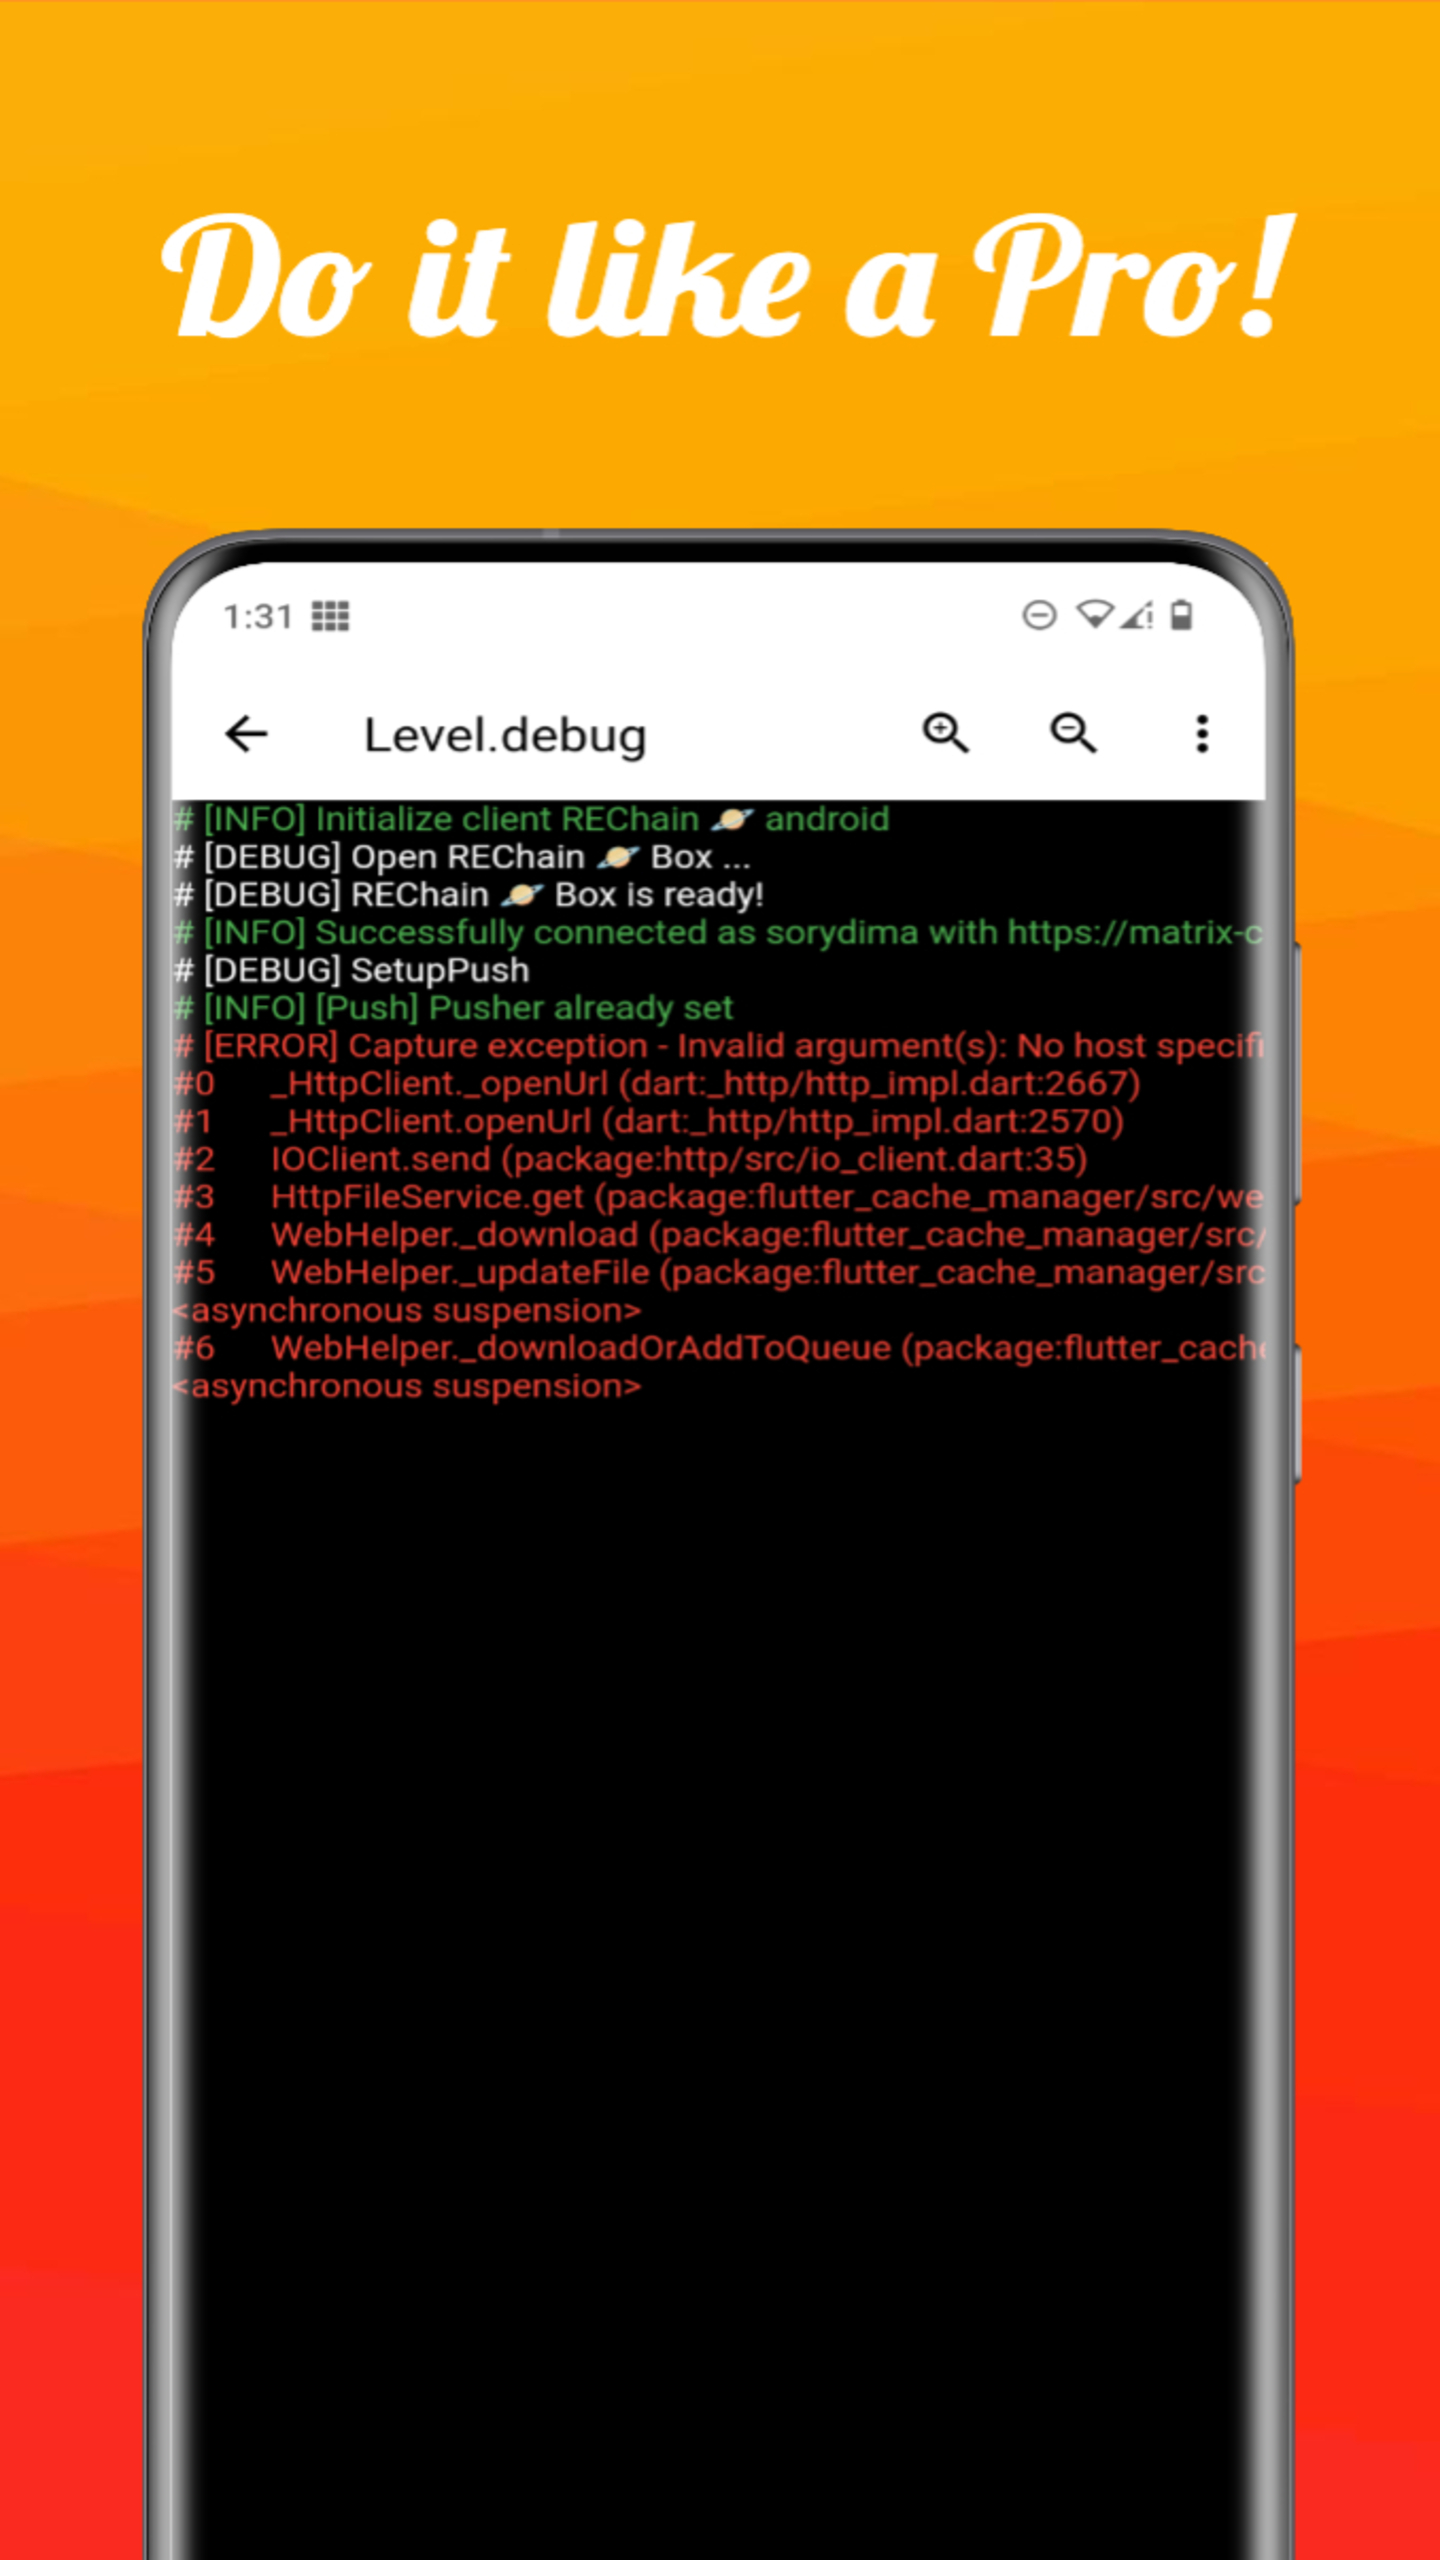 Do it like a Pro!
1:31
Level.debug
# [INFO] Initialize client REChain 🪐 android
# [DEBUG] Open REChain 🪐 Box ...
# [DEBUG] REChain 🪐 Box is ready!
# [INFO] Successfully connected as sorydima with https://matrix-c
# [DEBUG] SetupPush
# [INFO] [Push] Pusher already set
# [ERROR] Capture exception - Invalid argument(s): No host specifi
#0 _HttpClient._openUrl (dart:_http/http_impl.dart:2667)
#1 _HttpClient.openUrl (dart:_http/http_impl.dart:2570)
#2 IOClient.send (package:http/src/io_client.dart:35)
#3 HttpFileService.get (package:flutter_cache_manager/src/we
#4 WebHelper._download (package:flutter_cache_manager/src/
#5 WebHelper._updateFile (package:flutter_cache_manager/src
<asynchronous suspension>
#6 WebHelper._downloadOrAddToQueue (package:flutter_cache
<asynchronous suspension>